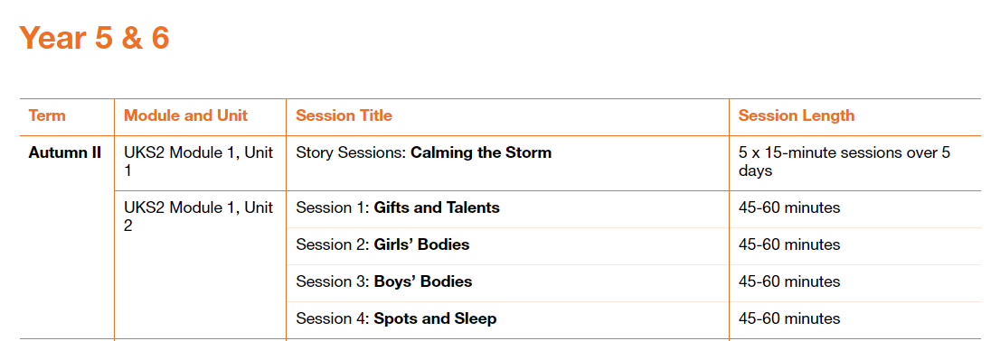 Year 5 & 6
Term Module and Unit Session Title Session Length
Autumn II UKS2 Module 1, Unit Story Sessions: Calming the Storm 5 x 15-minute sessions over 5
1 days
UKS2 Module 1, Unit Session 1: Gifts and Talents 45-60 minutes
2
Session 2: Girls’ Bodies 45-60 minutes
Session 3: Boys’ Bodies 45-60 minutes
Session 4: Spots and Sleep 45-60 minutes